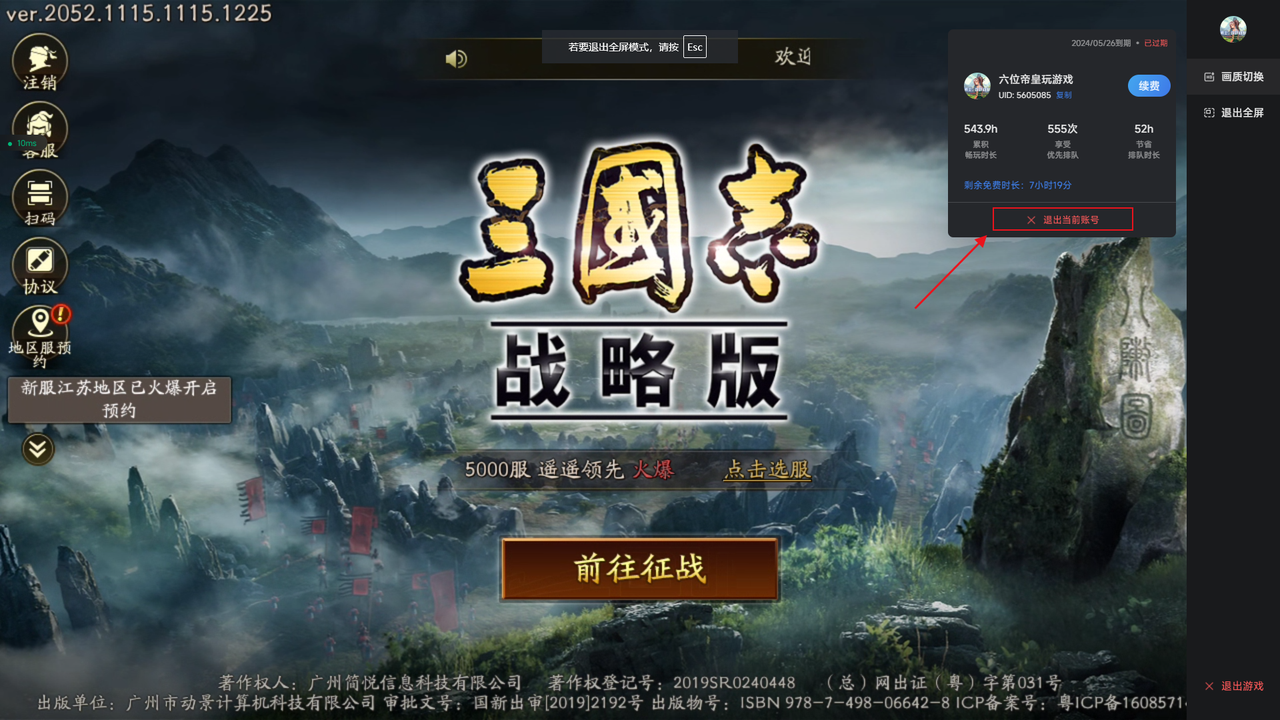 ver.2052.1115.1115.1225
注销
10ms
客服
扫码
协议
地区服预
约
新服江苏地区已火爆开启
预约
若要退出全屏模式，请按 Esc
欢迎
三國志
战略版
5000服 遥遥领先 火爆 点击选服
前往征战
八陣圖
2024/05/26到期 • 已过期
六位帝皇玩游戏
UID: 5605085 复制
续费
543.9h 555次 52h
累积 享受 节省
畅玩时长 优先排队 排队时长
剩余免费时长：7小时19分
退出当前账号
画质切换
退出全屏
退出游戏
著作权人：广州简悦信息科技有限公司 著作权登记号：2019SR0240448 （总）网出证（粤）字第031号
出版单位：广州市动景计算机科技有限公司 审批文号：国新出审[2019]2192号 出版物号：ISBN 978-7-498-06642-8 ICP备案号：粤ICP备1608571